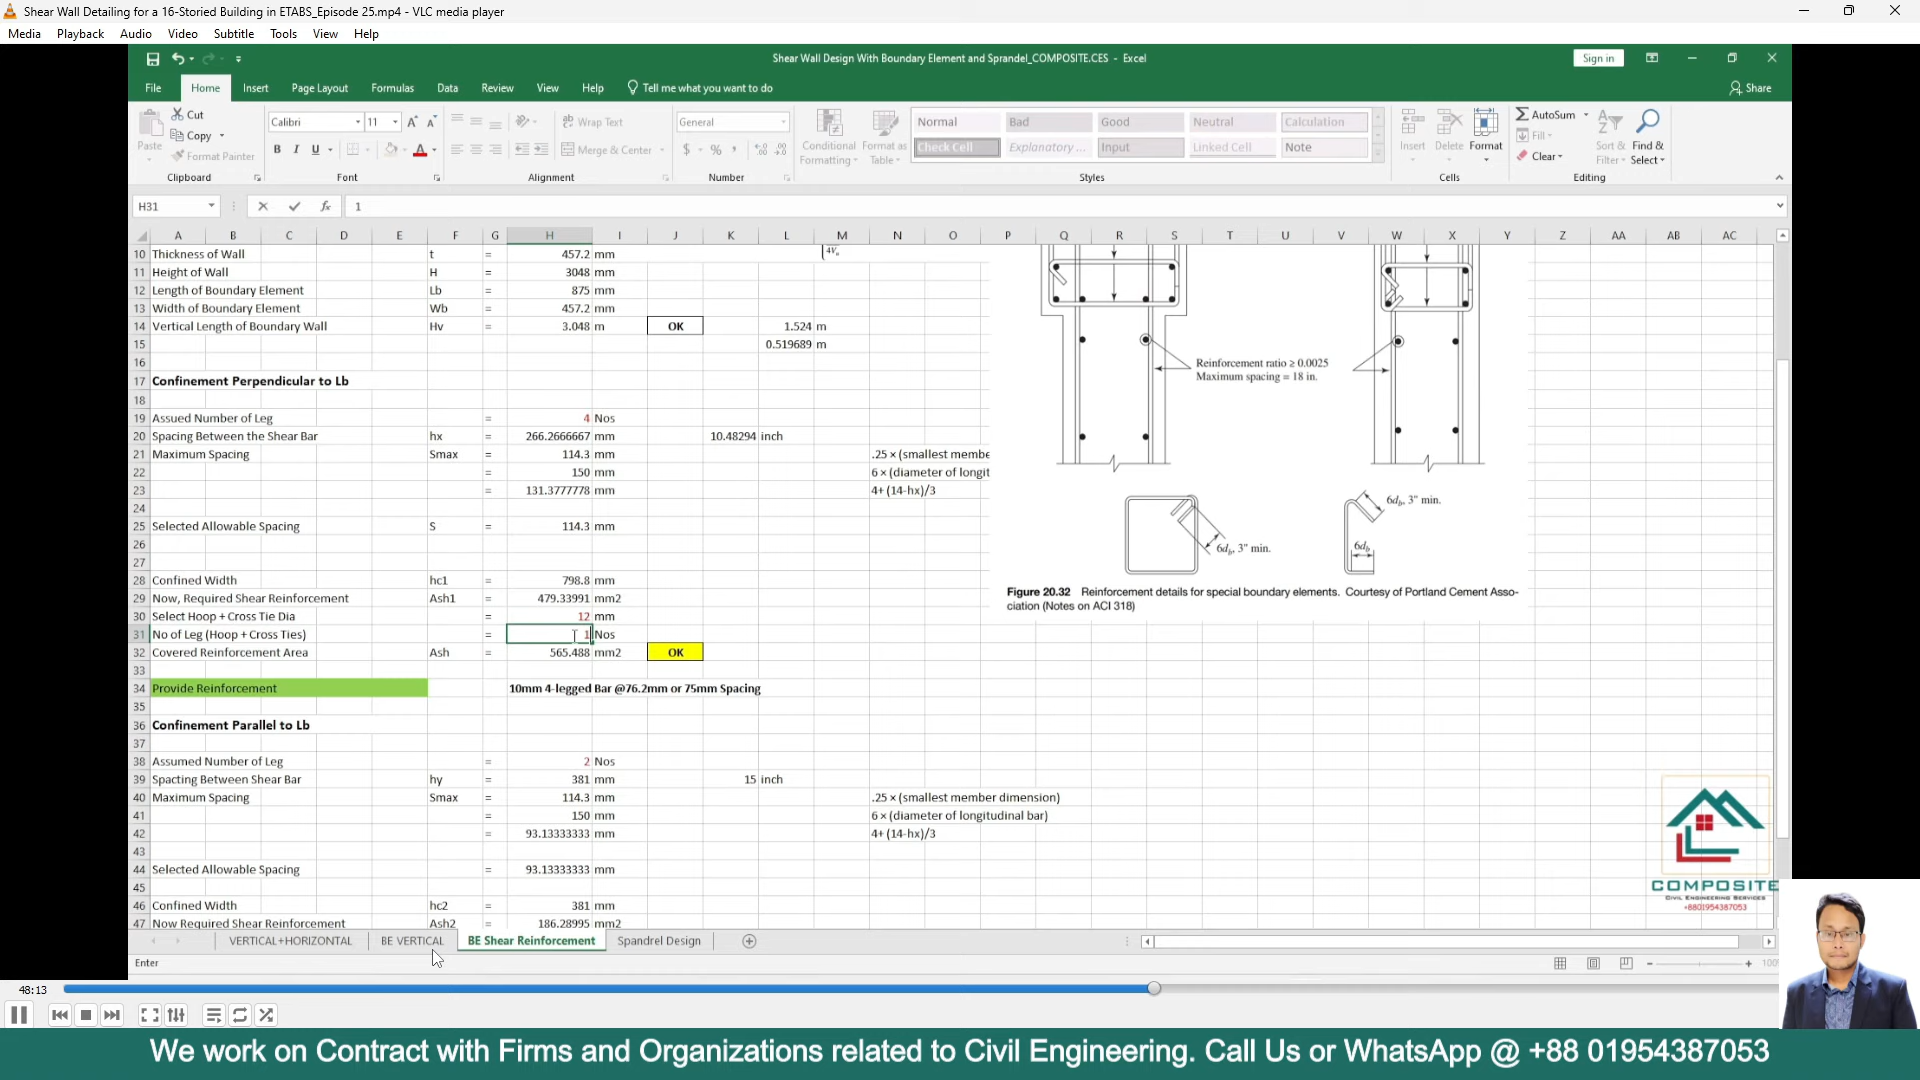 Shear Wall Detailing for a 16-Storied Building in ETABS_Episode 25.mp4 - VLC media player
Media Playback Audio Video Subtitle Tools View Help
Shear Wall Design With Boundary Element and Sprandel_COMPOSITE.CES - Excel
Sign in
File Home Insert Page Layout Formulas Data Review View Help Tell me what you want to do
Share
Paste
Cut
Copy
Format Painter
Calibri 11
B I U
Wrap Text
Merge & Center
General
Conditional Formatting
Format as Table
Normal Bad Good Neutral Calculation
Check Cell Explanatory ... Input Linked Cell Note
Insert Delete Format
AutoSum
Fill
Clear
Sort & Filter
Find & Select
Clipboard Font Alignment Number Styles Cells Editing
H31 fx 1
A B C D E F G H I J K L M N O P Q R S T U V W X Y Z AA AB AC
10 Thickness of Wall t = 457.2 mm
11 Height of Wall H = 3048 mm
12 Length of Boundary Element Lb = 875 mm
13 Width of Boundary Element Wb = 457.2 mm
14 Vertical Length of Boundary Wall Hv = 3.048 m OK 1.524 m
15 0.519689 m
16
17 Confinement Perpendicular to Lb
18
19 Assued Number of Leg = 4 Nos
20 Spacing Between the Shear Bar hx = 266.2666667 mm 10.48294 inch
21 Maximum Spacing Smax = 114.3 mm .25 × (smallest membe
22 = 150 mm 6 × (diameter of longit
23 = 131.3777778 mm 4+ (14-hx)/3
24
25 Selected Allowable Spacing S = 114.3 mm
26
27
28 Confined Width hc1 = 798.8 mm
29 Now, Required Shear Reinforcement Ash1 = 479.33991 mm2
30 Select Hoop + Cross Tie Dia = 12 mm
31 No of Leg (Hoop + Cross Ties) = 1 Nos
32 Covered Reinforcement Area Ash = 565.488 mm2 OK
33
34 Provide Reinforcement 10mm 4-legged Bar @76.2mm or 75mm Spacing
35
36 Confinement Parallel to Lb
37
38 Assumed Number of Leg = 2 Nos
39 Spacting Between Shear Bar hy = 381 mm 15 inch
40 Maximum Spacing Smax = 114.3 mm .25 × (smallest member dimension)
41 = 150 mm 6 × (diameter of longitudinal bar)
42 = 93.13333333 mm 4+ (14-hx)/3
43
44 Selected Allowable Spacing = 93.13333333 mm
45
46 Confined Width hc2 = 381 mm
47 Now Required Shear Reinforcement Ash2 = 186.28995 mm2
Reinforcement ratio ≥ 0.0025
Maximum spacing = 18 in.
6db, 3" min.
6db, 3" min.
6db
Figure 20.32 Reinforcement details for special boundary elements. Courtesy of Portland Cement Asso-
ciation (Notes on ACI 318)
COMPOSITE
CIVIL ENGINEERING SERVICES
+8801954387053
VERTICAL+HORIZONTAL BE VERTICAL BE Shear Reinforcement Spandrel Design
Enter
48:13
We work on Contract with Firms and Organizations related to Civil Engineering. Call Us or WhatsApp @ +88 01954387053